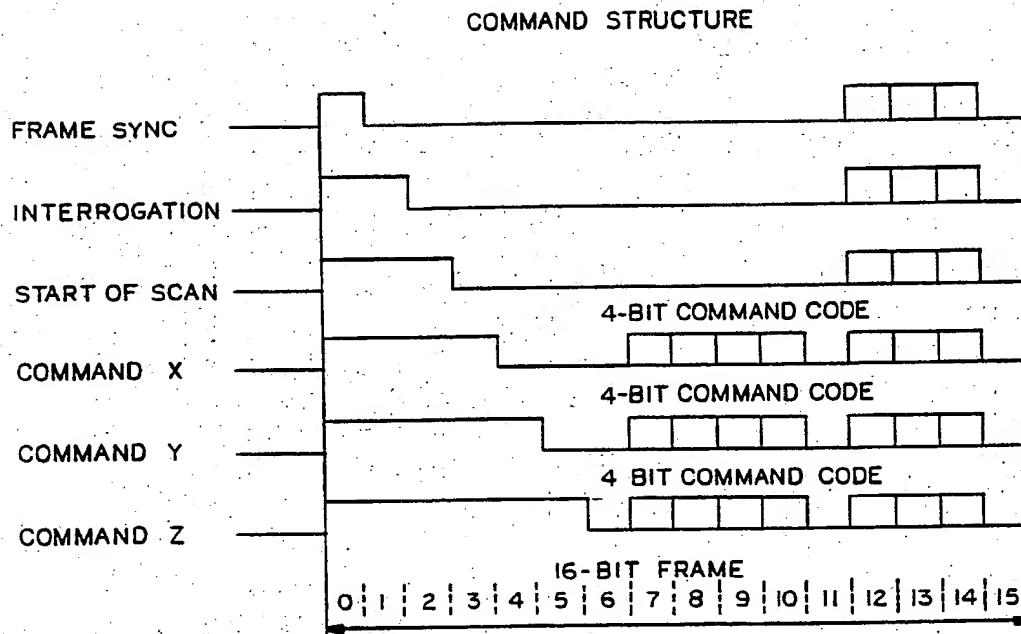 COMMAND STRUCTURE
FRAME SYNC
INTERROGATION
START OF SCAN
4-BIT COMMAND CODE
COMMAND X
4-BIT COMMAND CODE
COMMAND Y
4 BIT COMMAND CODE
COMMAND Z
16-BIT FRAME
0 1 2 3 4 5 6 7 8 9 10 11 12 13 14 15